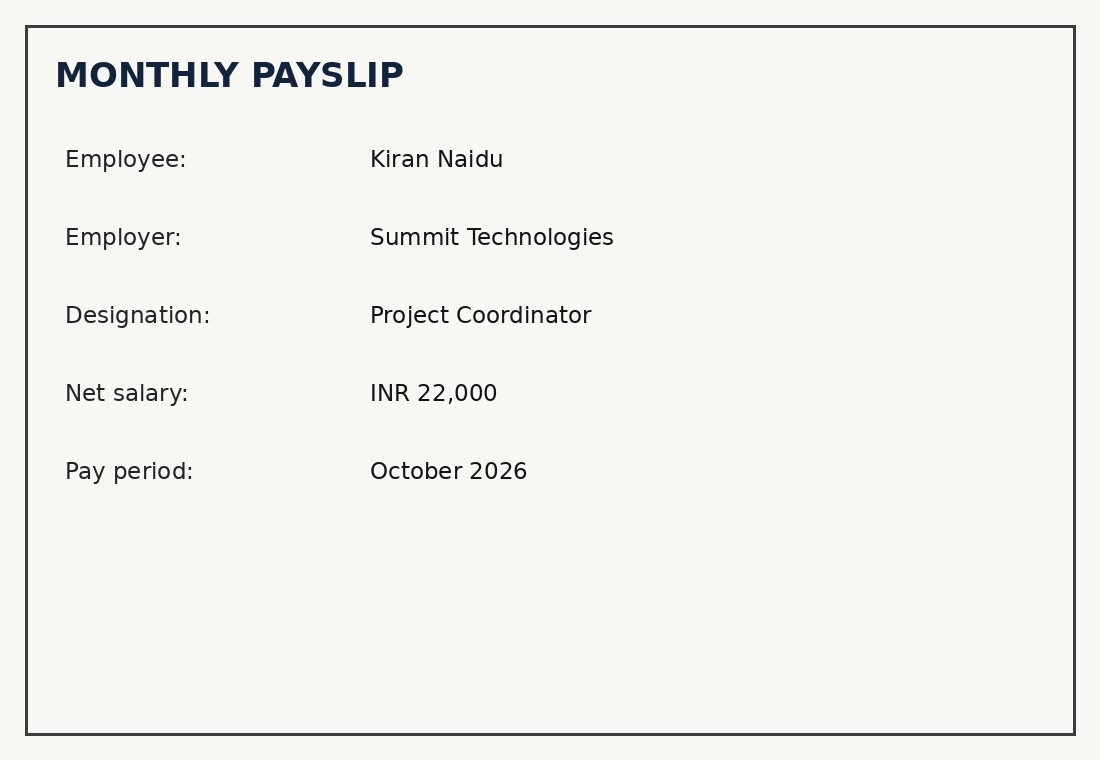 MONTHLY PAYSLIP
Employee: Kiran Naidu
Employer: Summit Technologies
Designation: Project Coordinator
Net salary: INR 22,000
Pay period: October 2026